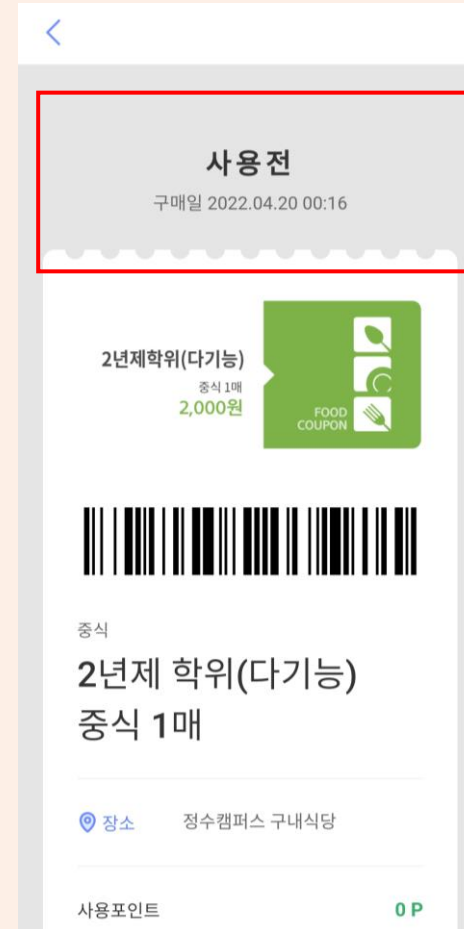 사용전
구매일 2022.04.20 00:16
2년제학위(다기능)
중식 1매
2,000원
FOOD
COUPON
중식
2년제 학위(다기능)
중식 1매
장소 정수캠퍼스 구내식당
사용포인트 0 P